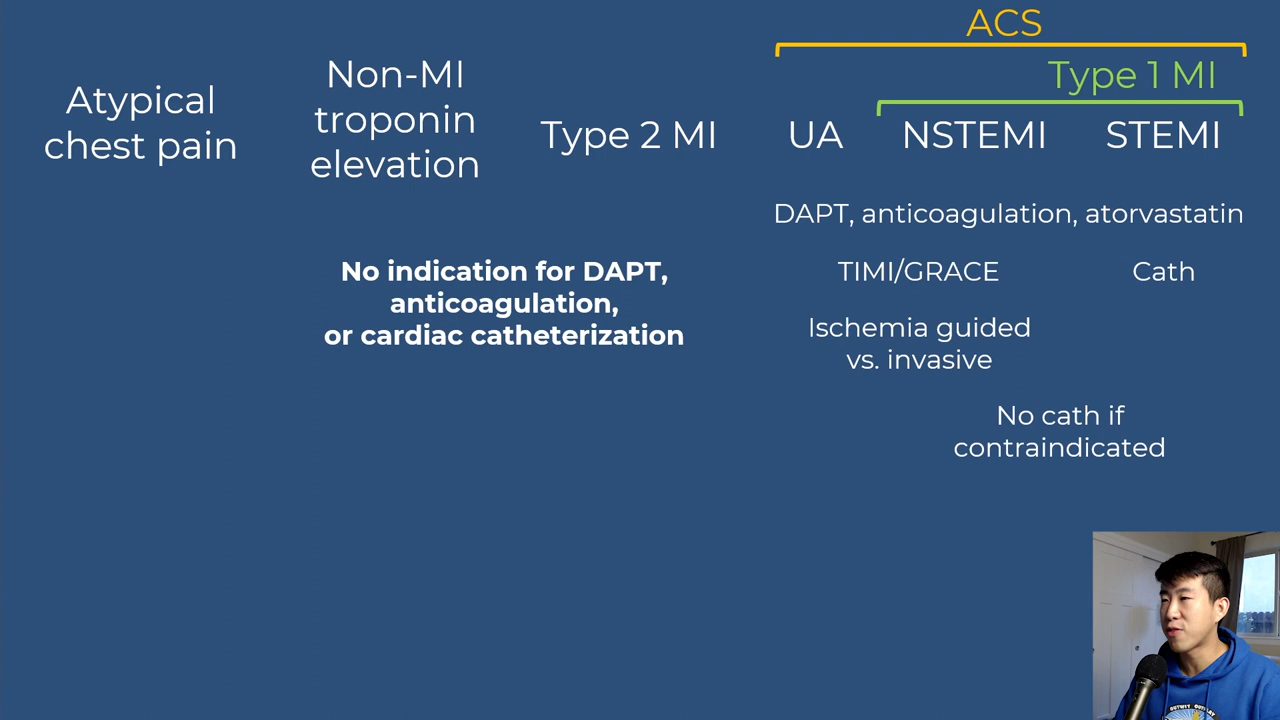 ACS
Type 1 MI
Atypical
chest pain
Non-MI
troponin
elevation
Type 2 MI
UA
NSTEMI
STEMI
DAPT, anticoagulation, atorvastatin
No indication for DAPT,
anticoagulation,
or cardiac catheterization
TIMI/GRACE
Cath
Ischemia guided
vs. invasive
No cath if
contraindicated